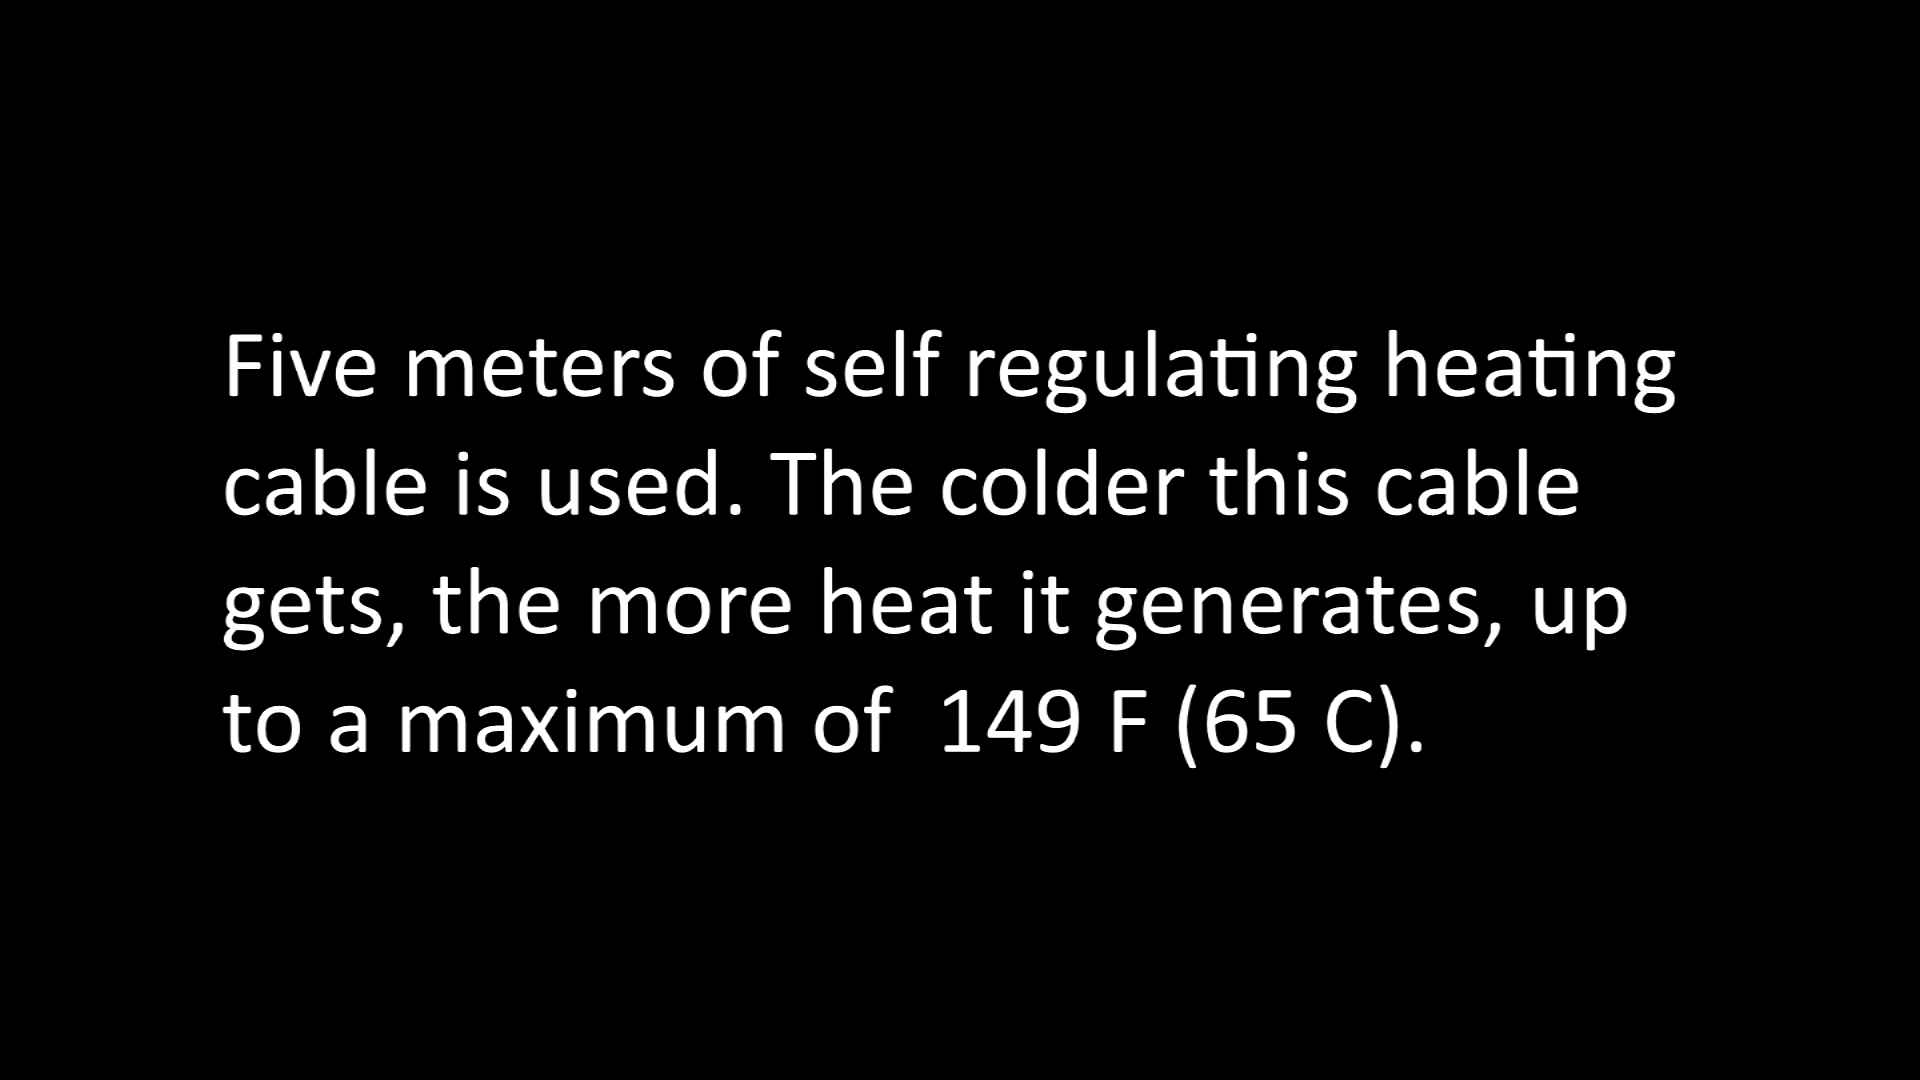 Five meters of self regulating heating
cable is used. The colder this cable
gets, the more heat it generates, up
to a maximum of  149 F (65 C).